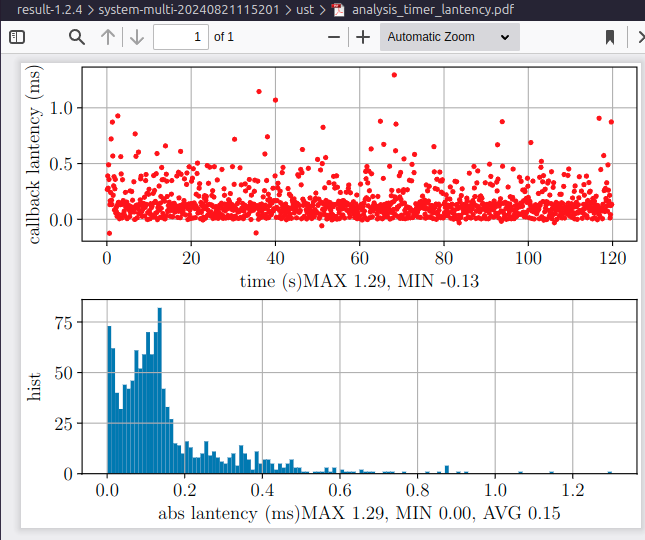 result-1.2.4 > system-multi-20240821115201 > ust > analysis_timer_lantency.pdf
1 of 1 Automatic Zoom
callback lantency (ms)
1.0
0.5
0.0
0 20 40 60 80 100 120
time (s)MAX 1.29, MIN -0.13
hist
75
50
25
0
0.0 0.2 0.4 0.6 0.8 1.0 1.2
abs lantency (ms)MAX 1.29, MIN 0.00, AVG 0.15